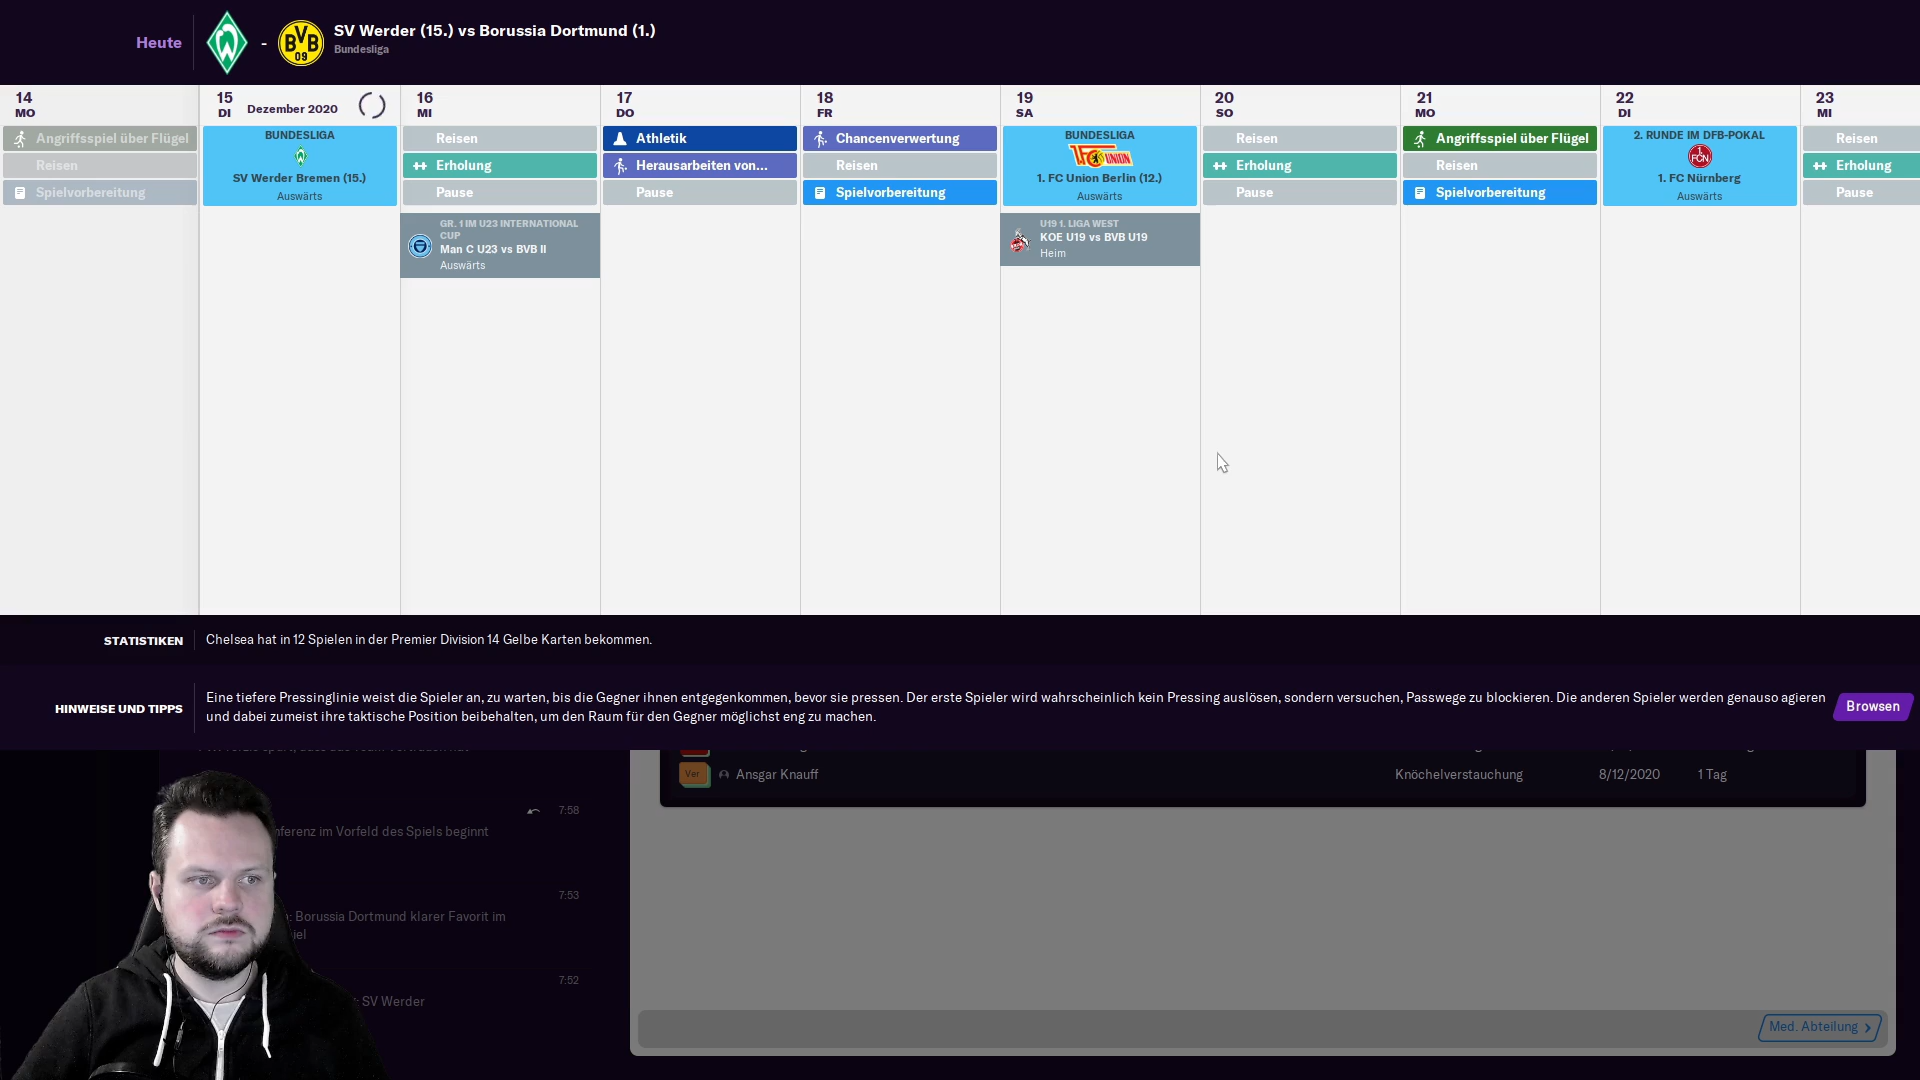 Heute
SV Werder (15.) vs Borussia Dortmund (1.)
Bundesliga
BVB
09
14
MO
Angriffsspiel über Flügel
Reisen
Spielvorbereitung
15
DI
Dezember 2020
BUNDESLIGA
SV Werder Bremen (15.)
Auswärts
16
MI
Reisen
Erholung
Pause
GR. 1 IM U23 INTERNATIONAL
CUP
Man C U23 vs BVB II
Auswärts
17
DO
Athletik
Herausarbeiten von...
Pause
18
FR
Chancenverwertung
Reisen
Spielvorbereitung
19
SA
BUNDESLIGA
1. FC Union Berlin (12.)
Auswärts
U19 1. LIGA WEST
KOE U19 vs BVB U19
Heim
20
SO
Reisen
Erholung
Pause
21
MO
Angriffsspiel über Flügel
Reisen
Spielvorbereitung
22
DI
2. RUNDE IM DFB-POKAL
1. FC Nürnberg
Auswärts
23
MI
Reisen
Erholung
Pause
STATISTIKEN
Chelsea hat in 12 Spielen in der Premier Division 14 Gelbe Karten bekommen.
HINWEISE UND TIPPS
Eine tiefere Pressinglinie weist die Spieler an, zu warten, bis die Gegner ihnen entgegenkommen, bevor sie pressen. Der erste Spieler wird wahrscheinlich kein Pressing auslösen, sondern versuchen, Passwege zu blockieren. Die anderen Spieler werden genauso agieren
und dabei zumeist ihre taktische Position beibehalten, um den Raum für den Gegner möglichst eng zu machen.
Browsen
Ver
Ansgar Knauff
Knöchelverstauchung
8/12/2020
1 Tag
7:58
im Vorfeld des Spiels beginnt
7:53
: Borussia Dortmund klarer Favorit im
7:52
: SV Werder
Med. Abteilung